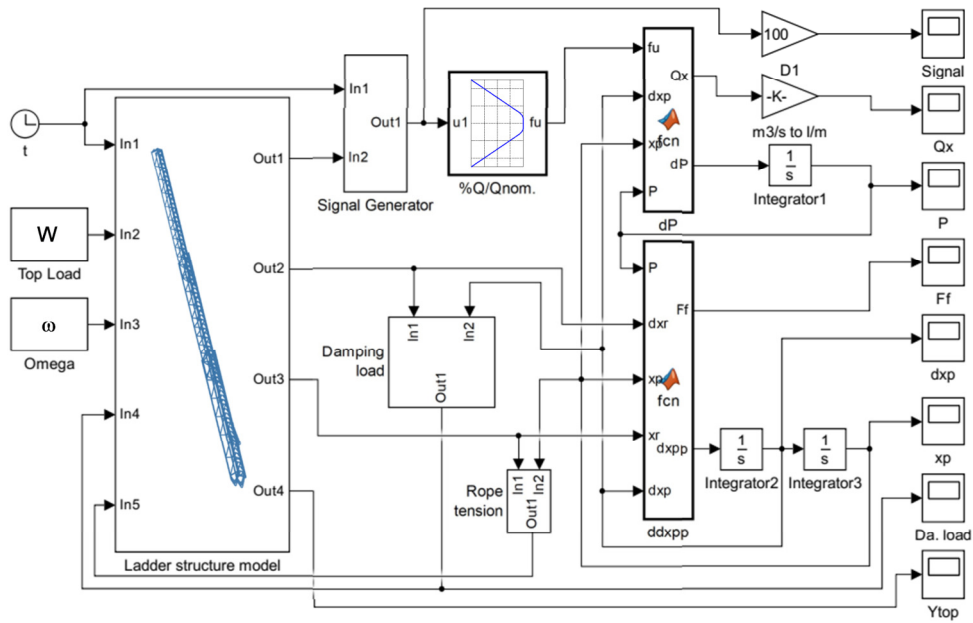 t
W
Top Load
ω
Omega
In1
In2
In3
In4
In5
Out1
Out2
Out3
Out4
Ladder structure model
In1
In2
Out1
Signal Generator
u1
fu
%Q/Qnom.
In1
In2
Out1
Damping
load
In1
In2
Out1
Rope
tension
fu
dxp
xp
P
Qx
fcn
dP
dP
P
dxr
xp
xr
dxp
Ff
fcn
dxpp
ddxpp
100
D1
-K-
m3/s to l/m
1
s
Integrator1
1
s
Integrator2
1
s
Integrator3
Signal
Qx
P
Ff
dxp
xp
Da. load
Ytop